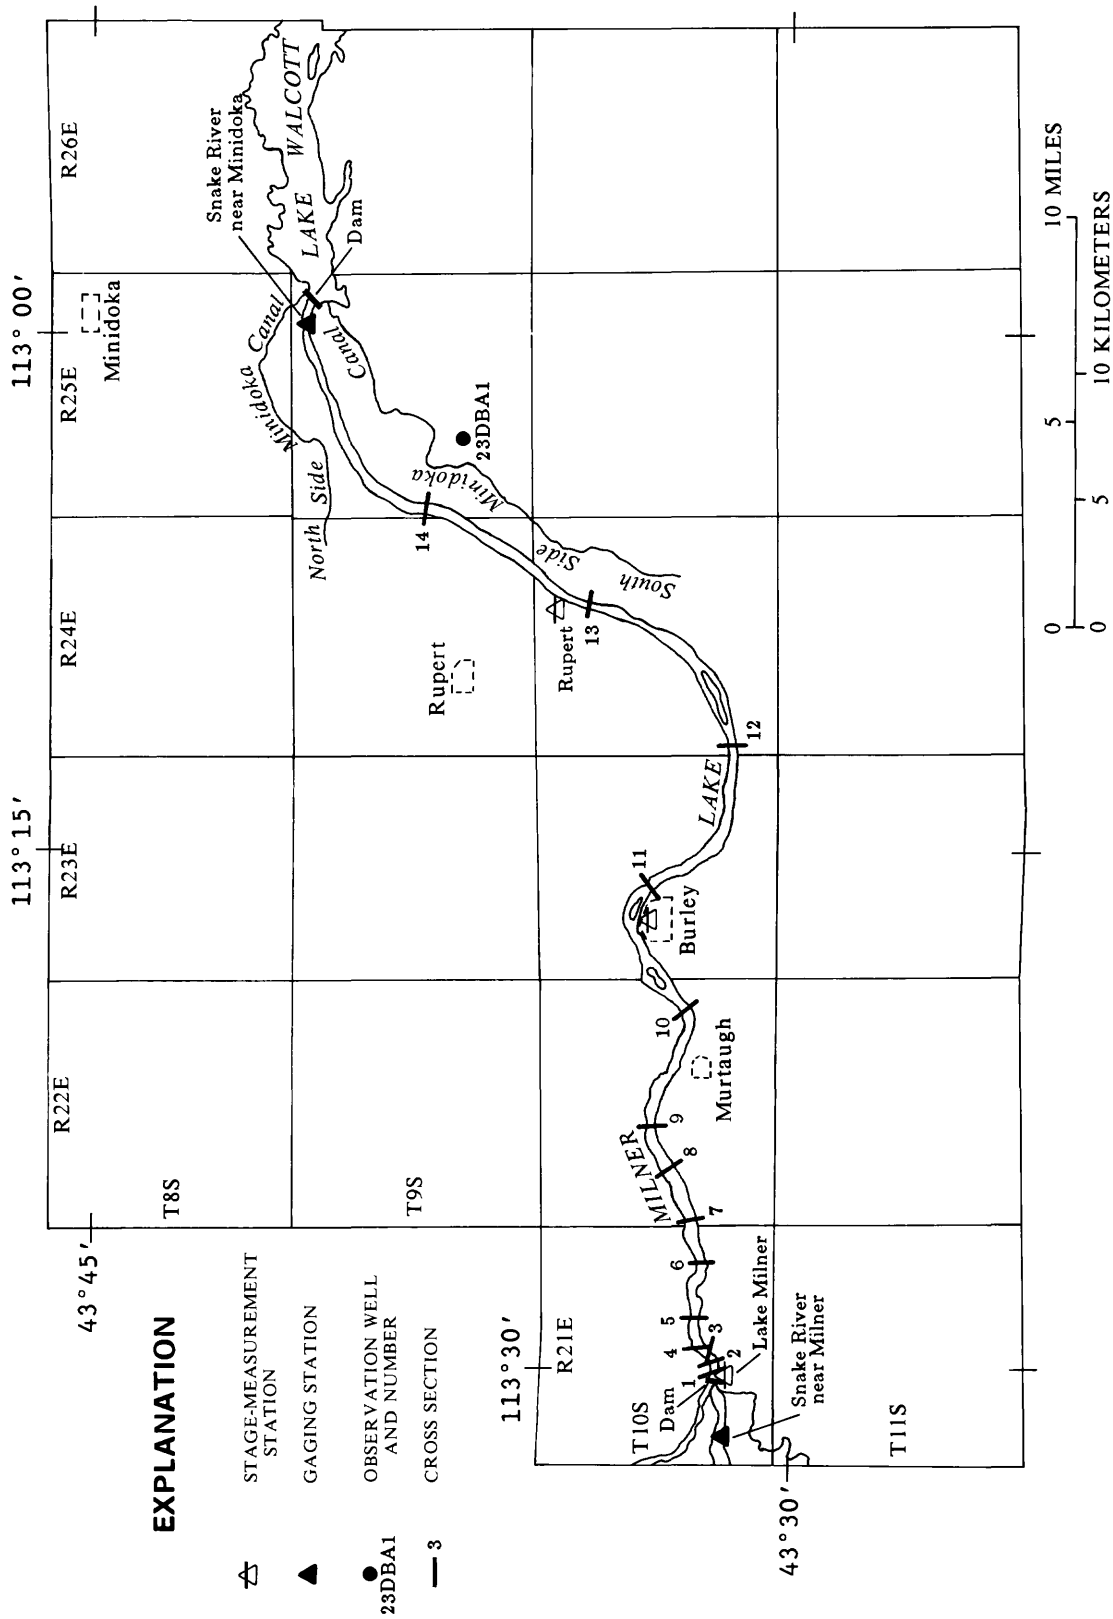 EXPLANATION
STAGE-MEASUREMENT
STATION
GAGING STATION
OBSERVATION WELL
AND NUMBER
23DBA1
CROSS SECTION
3
113° 30′
113° 15′
113° 00′
43° 45′
43° 30′
R21E
R22E
R23E
R24E
R25E
R26E
T8S
T9S
T10S
T11S
Minidoka
Snake River
near Minidoka
LAKE WALCOTT
Dam
North Side Minidoka Canal
South Side Minidoka Canal
23DBA1
Rupert
Rupert
Burley
Murtaugh
MILNER LAKE
Dam
Lake Milner
Snake River
near Milner
1
2
3
4
5
6
7
8
9
10
11
12
13
14
0 5 10 MILES
0 5 10 KILOMETERS